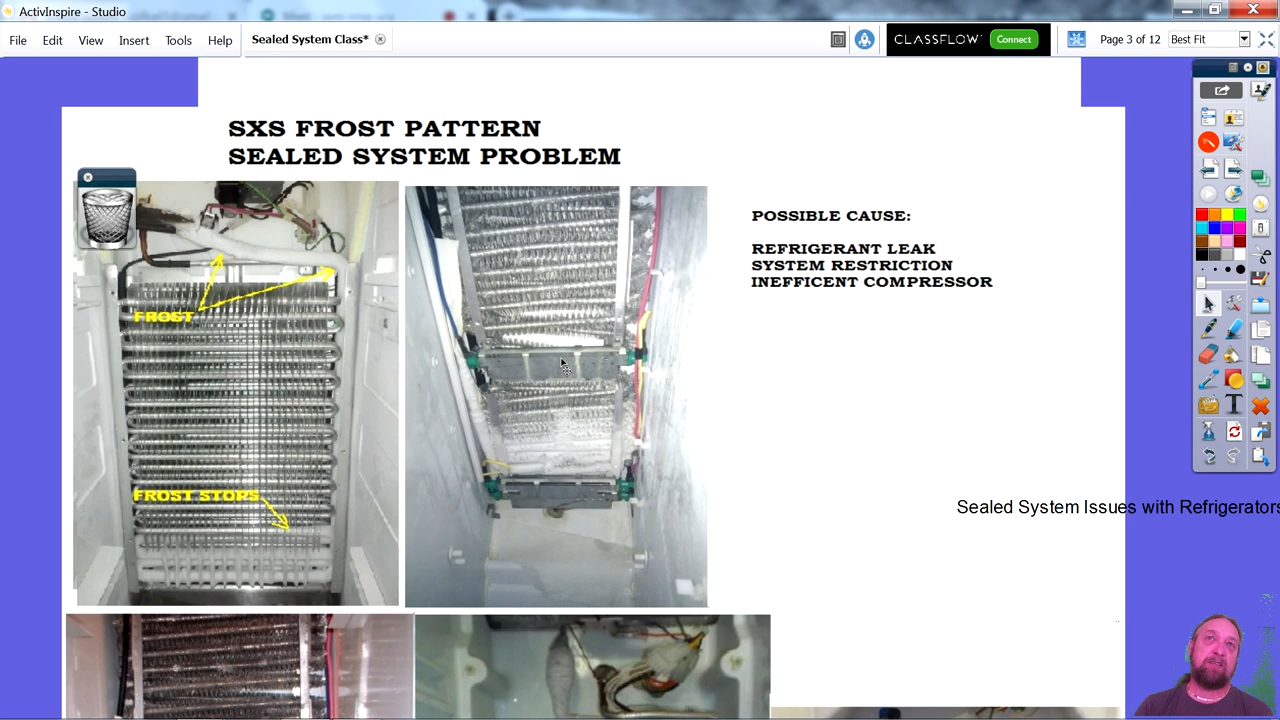 ActivInspire - Studio
File Edit View Insert Tools Help
Sealed System Class*
CLASSFLOW Connect
Page 3 of 12
Best Fit
SXS FROST PATTERN
SEALED SYSTEM PROBLEM
POSSIBLE CAUSE:
REFRIGERANT LEAK
SYSTEM RESTRICTION
INEFFICENT COMPRESSOR
FROST
FROST STOPS
Sealed System Issues with Refrigerators